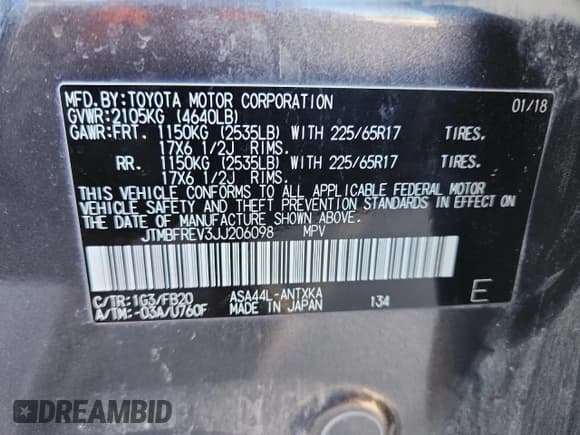 MFD.BY:TOYOTA MOTOR CORPORATION 01/18
GVWR:2105KG (4640LB)
GAWR:FRT. 1150KG (2535LB) WITH 225/65R17 TIRES.
17X6 1/2J RIMS.
RR. 1150KG (2535LB) WITH 225/65R17 TIRES.
17X6 1/2J RIMS.
THIS VEHICLE CONFORMS TO ALL APPLICABLE FEDERAL MOTOR
VEHICLE SAFETY AND THEFT PREVENTION STANDARDS IN EFFECT ON
THE DATE OF MANUFACTURE SHOWN ABOVE.
JTMBFREV3JJ206098 MPV
C/TR:1G3/FB20 ASA44L-ANTXKA 134 E
A/TM:-03A/U760F MADE IN JAPAN
DREAMBID